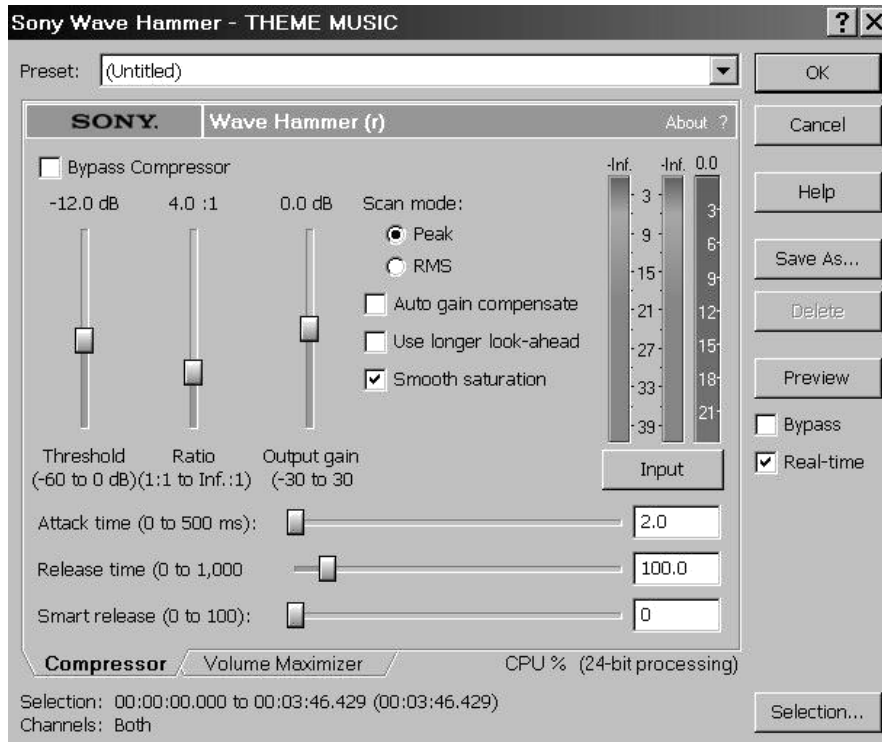 Sony Wave Hammer - THEME MUSIC
?
Preset: (Untitled)
OK
SONY. Wave Hammer (r) About ?
Cancel
Bypass Compressor
-Inf. -Inf. 0.0
-12.0 dB 4.0 :1 0.0 dB Scan mode:
Help
Peak
RMS
Save As...
Auto gain compensate
Delete
Use longer look-ahead
Smooth saturation
Preview
3
9
15
21
27
33
39
3
6
9
12
15
18
21
Bypass
Real-time
Threshold Ratio Output gain
(-60 to 0 dB)(1:1 to Inf.:1) (-30 to 30
Input
Attack time (0 to 500 ms): 2.0
Release time (0 to 1,000 100.0
Smart release (0 to 100): 0
Compressor Volume Maximizer CPU % (24-bit processing)
Selection: 00:00:00.000 to 00:03:46.429 (00:03:46.429)
Channels: Both
Selection...